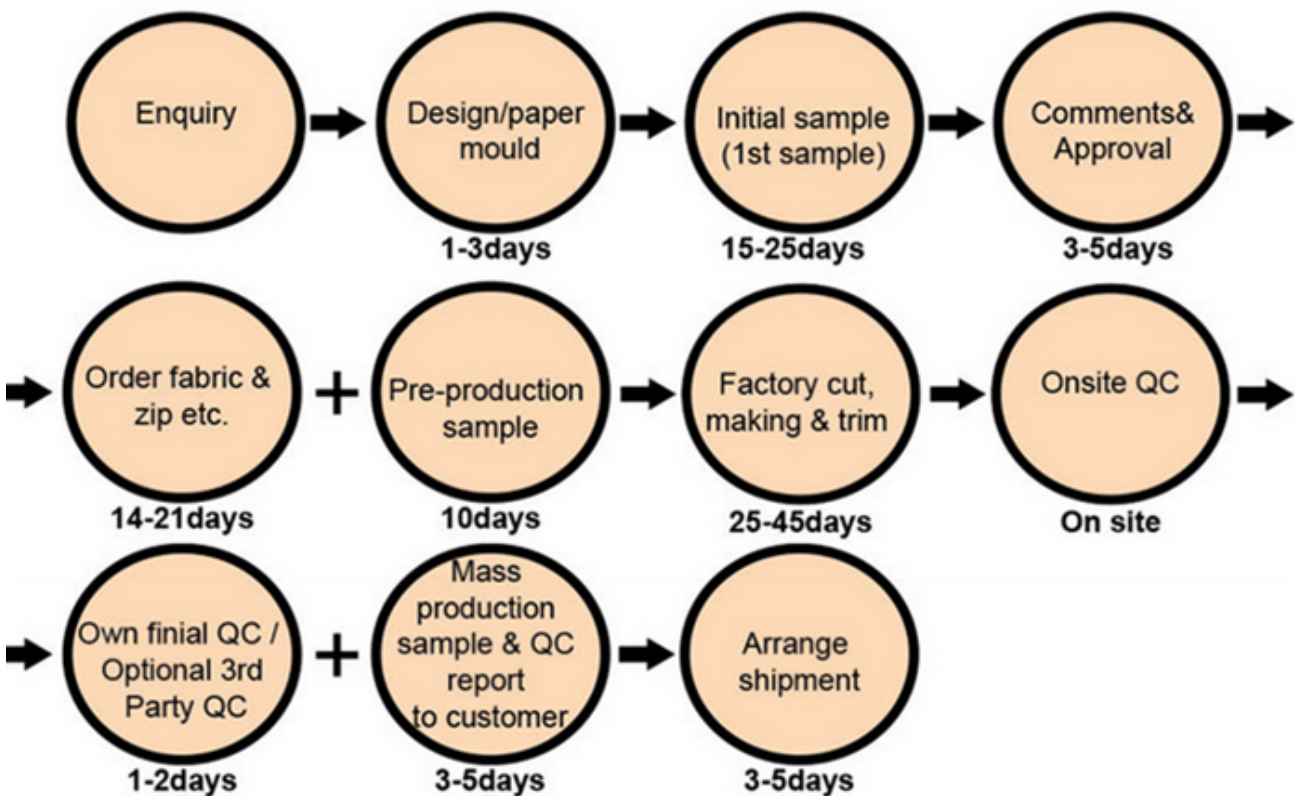 Enquiry
Design/paper
mould
1-3days
Initial sample
(1st sample)
15-25days
Comments&
Approval
3-5days
Order fabric &
zip etc.
14-21days
+
Pre-production
sample
10days
Factory cut,
making & trim
25-45days
Onsite QC
On site
Own finial QC /
Optional 3rd
Party QC
1-2days
+
Mass
production
sample & QC
report
to customer
3-5days
Arrange
shipment
3-5days